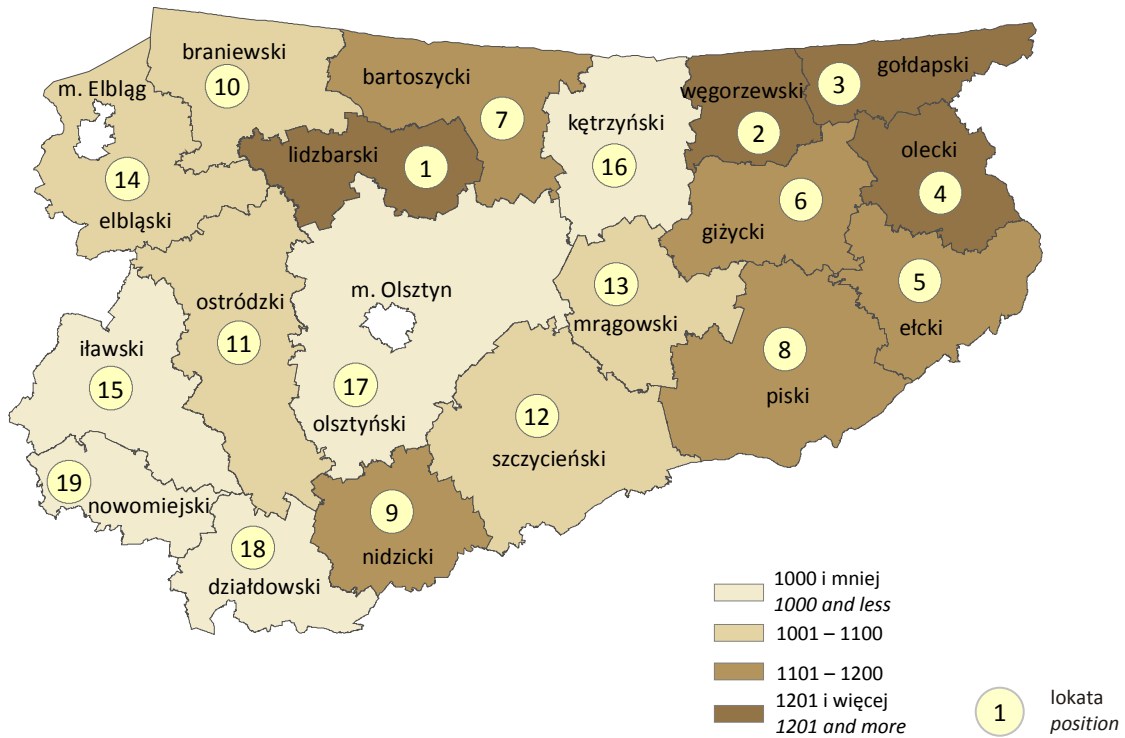 braniewski
10
bartoszycki
7
gołdapski
3
węgorzewski
2
m. Elbląg
kętrzyński
16
lidzbarski
1
olecki
4
14
elbląski
6
giżycki
m. Olsztyn
ostródzki
11
13
mrągowski
5
ełcki
iławski
15
8
piski
17
olsztyński
12
szczycieński
19
nowomiejski
9
nidzicki
18
działdowski
1000 i mniej
1000 and less
1001 – 1100
1101 – 1200
1201 i więcej
1201 and more
1
lokata
position